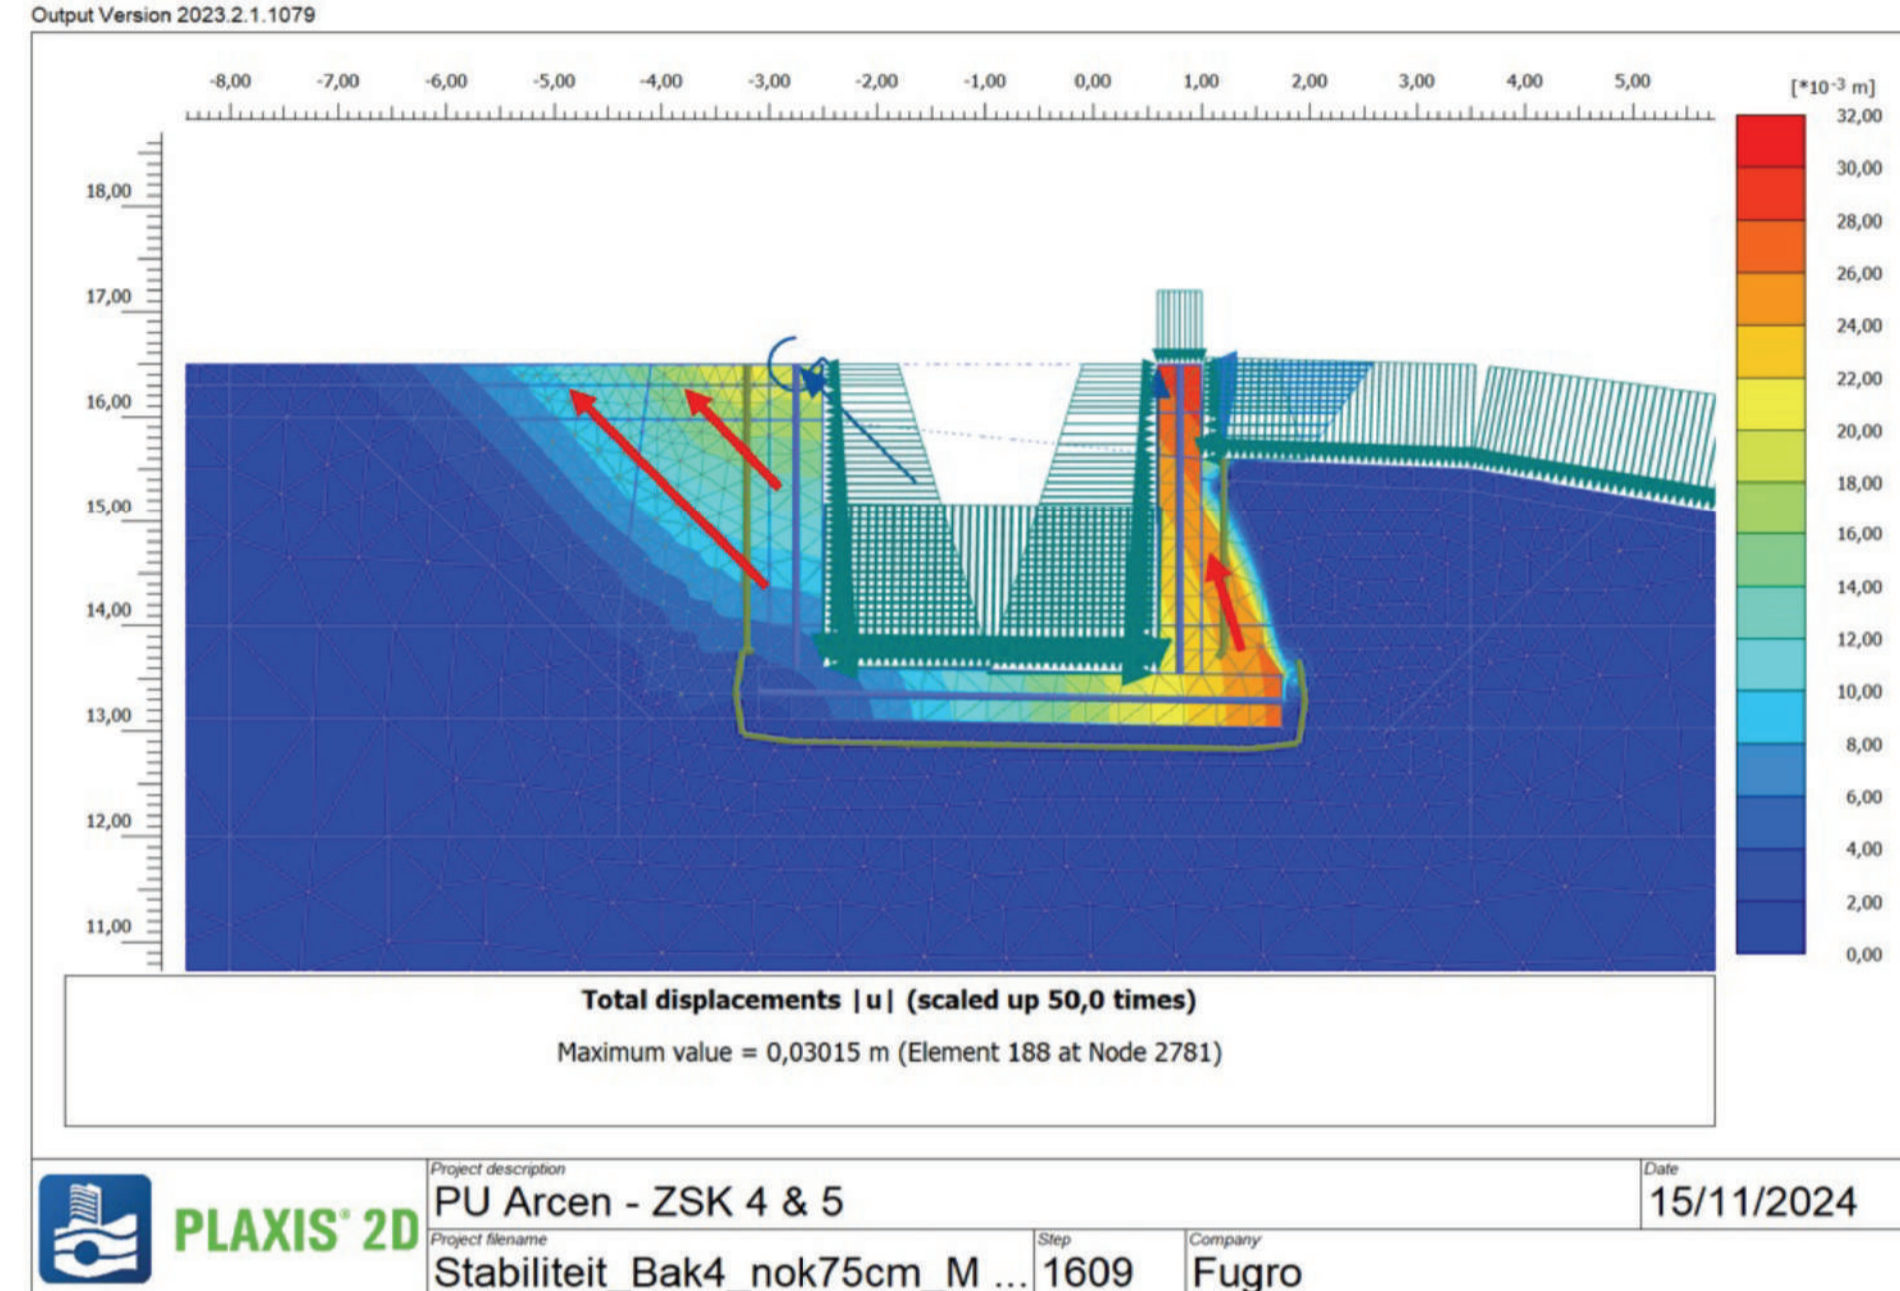 Output Version 2023.2.1.1079
-8,00 -7,00 -6,00 -5,00 -4,00 -3,00 -2,00 -1,00 0,00 1,00 2,00 3,00 4,00 5,00
[*10⁻³ m]
18,00
17,00
16,00
15,00
14,00
13,00
12,00
11,00
32,00
30,00
28,00
26,00
24,00
22,00
20,00
18,00
16,00
14,00
12,00
10,00
8,00
6,00
4,00
2,00
0,00
Total displacements |u| (scaled up 50,0 times)
Maximum value = 0,03015 m (Element 188 at Node 2781)
PLAXIS® 2D
Project description
PU Arcen - ZSK 4 & 5
Date
15/11/2024
Project filename
Stabiliteit_Bak4_nok75cm_M ...
Step
1609
Company
Fugro